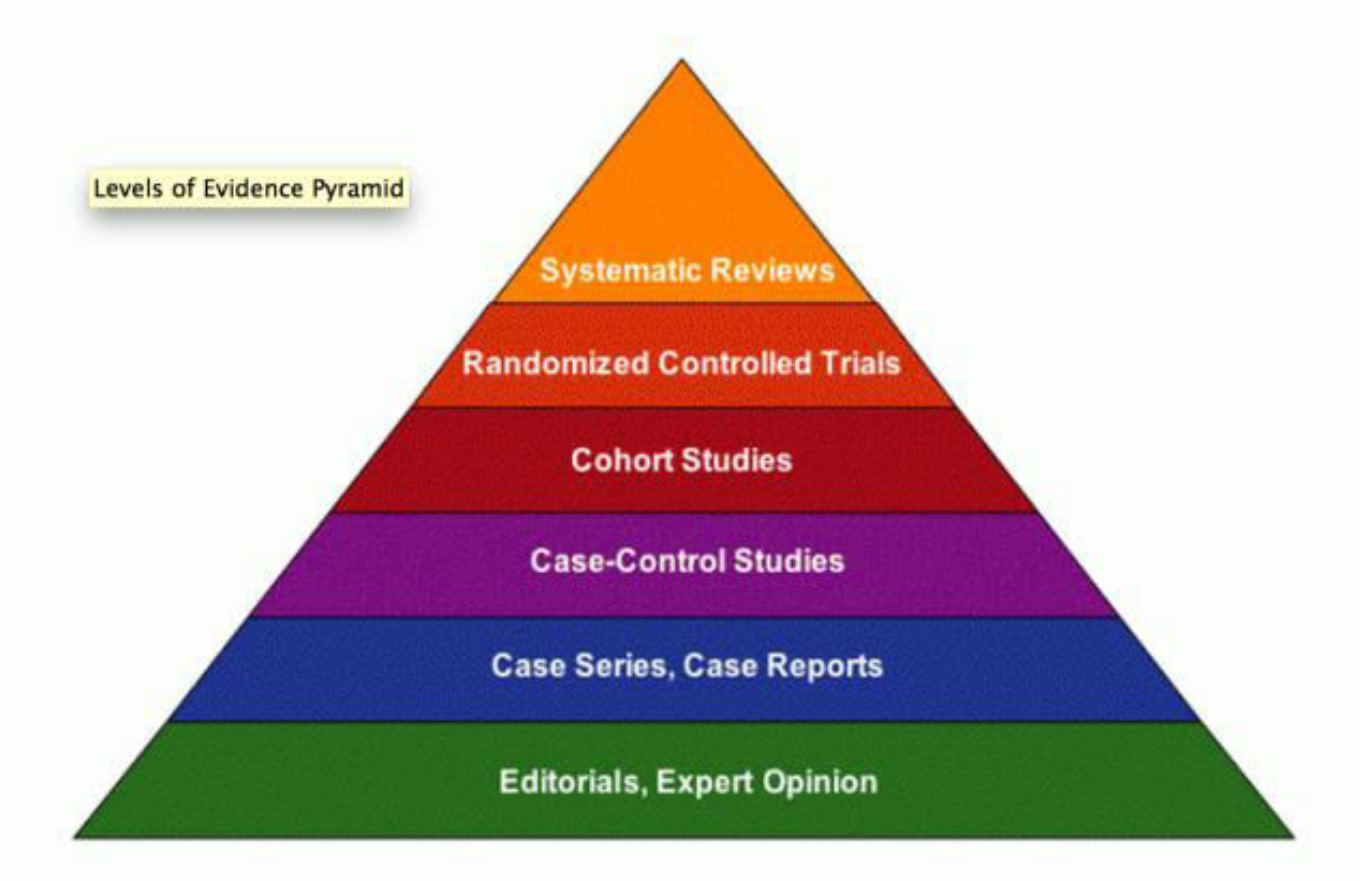 Levels of Evidence Pyramid
Systematic Reviews
Randomized Controlled Trials
Cohort Studies
Case-Control Studies
Case Series, Case Reports
Editorials, Expert Opinion